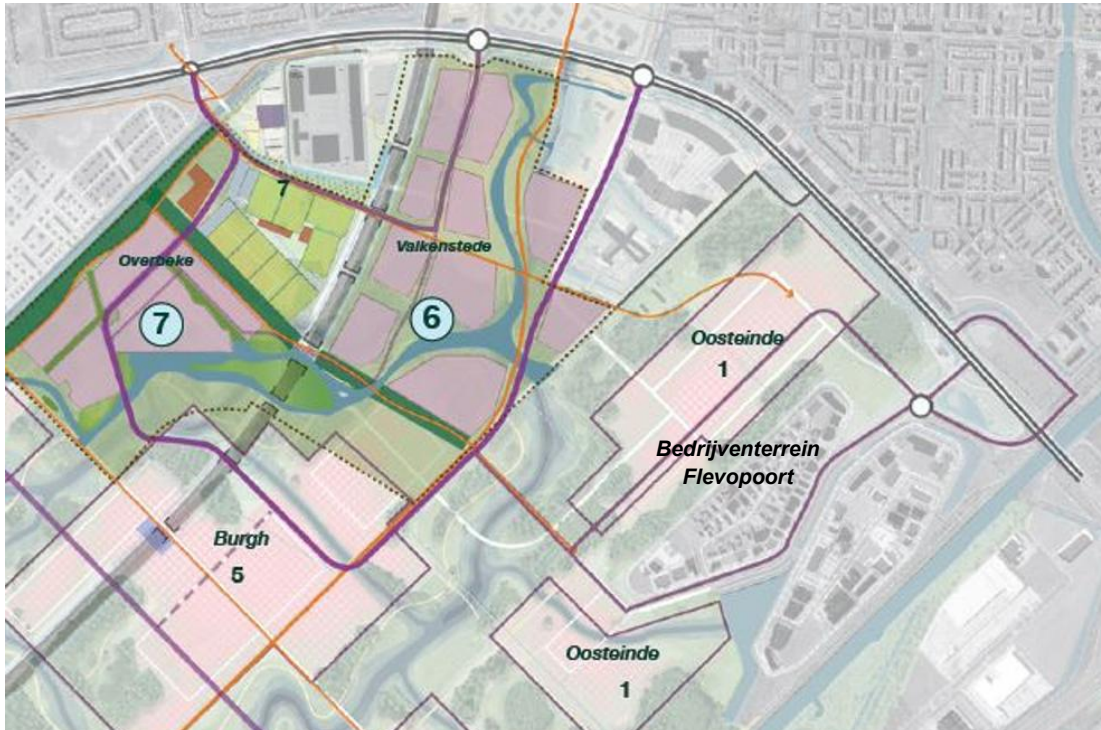 7
Valkenstede
Overbeke
7
6
Oosteinde
1
Bedrijventerrein
Flevopoort
Burgh
5
Oosteinde
1